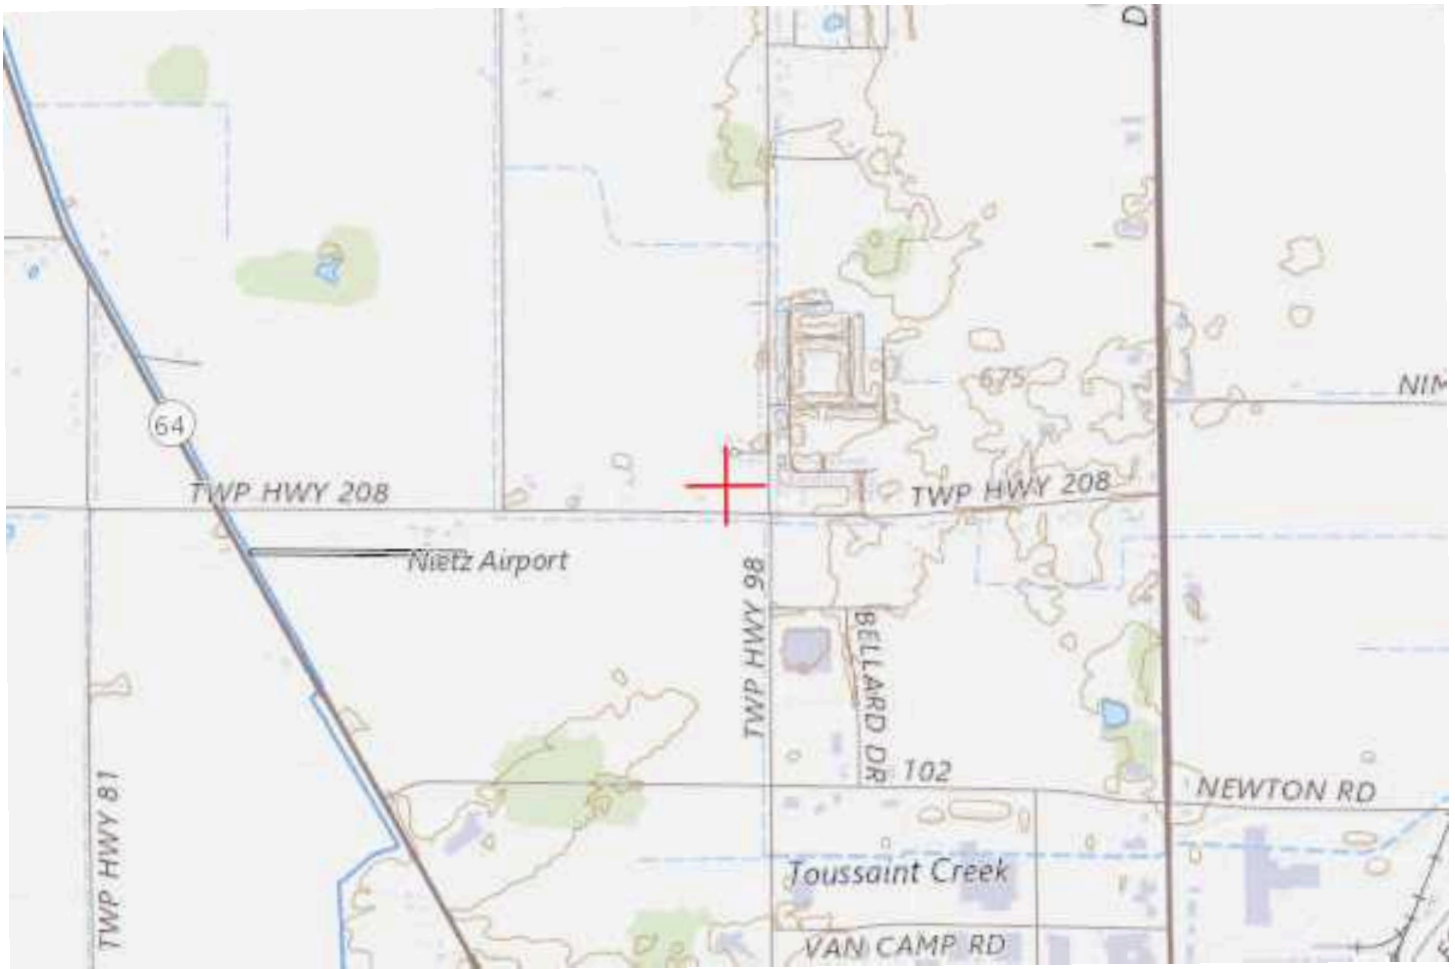 D
675
NIM
64
TWP HWY 208
TWP HWY 208
Nietz Airport
TWP HWY 98
BELLARD DR
TWP HWY 81
102
NEWTON RD
Toussaint Creek
VAN CAMP RD